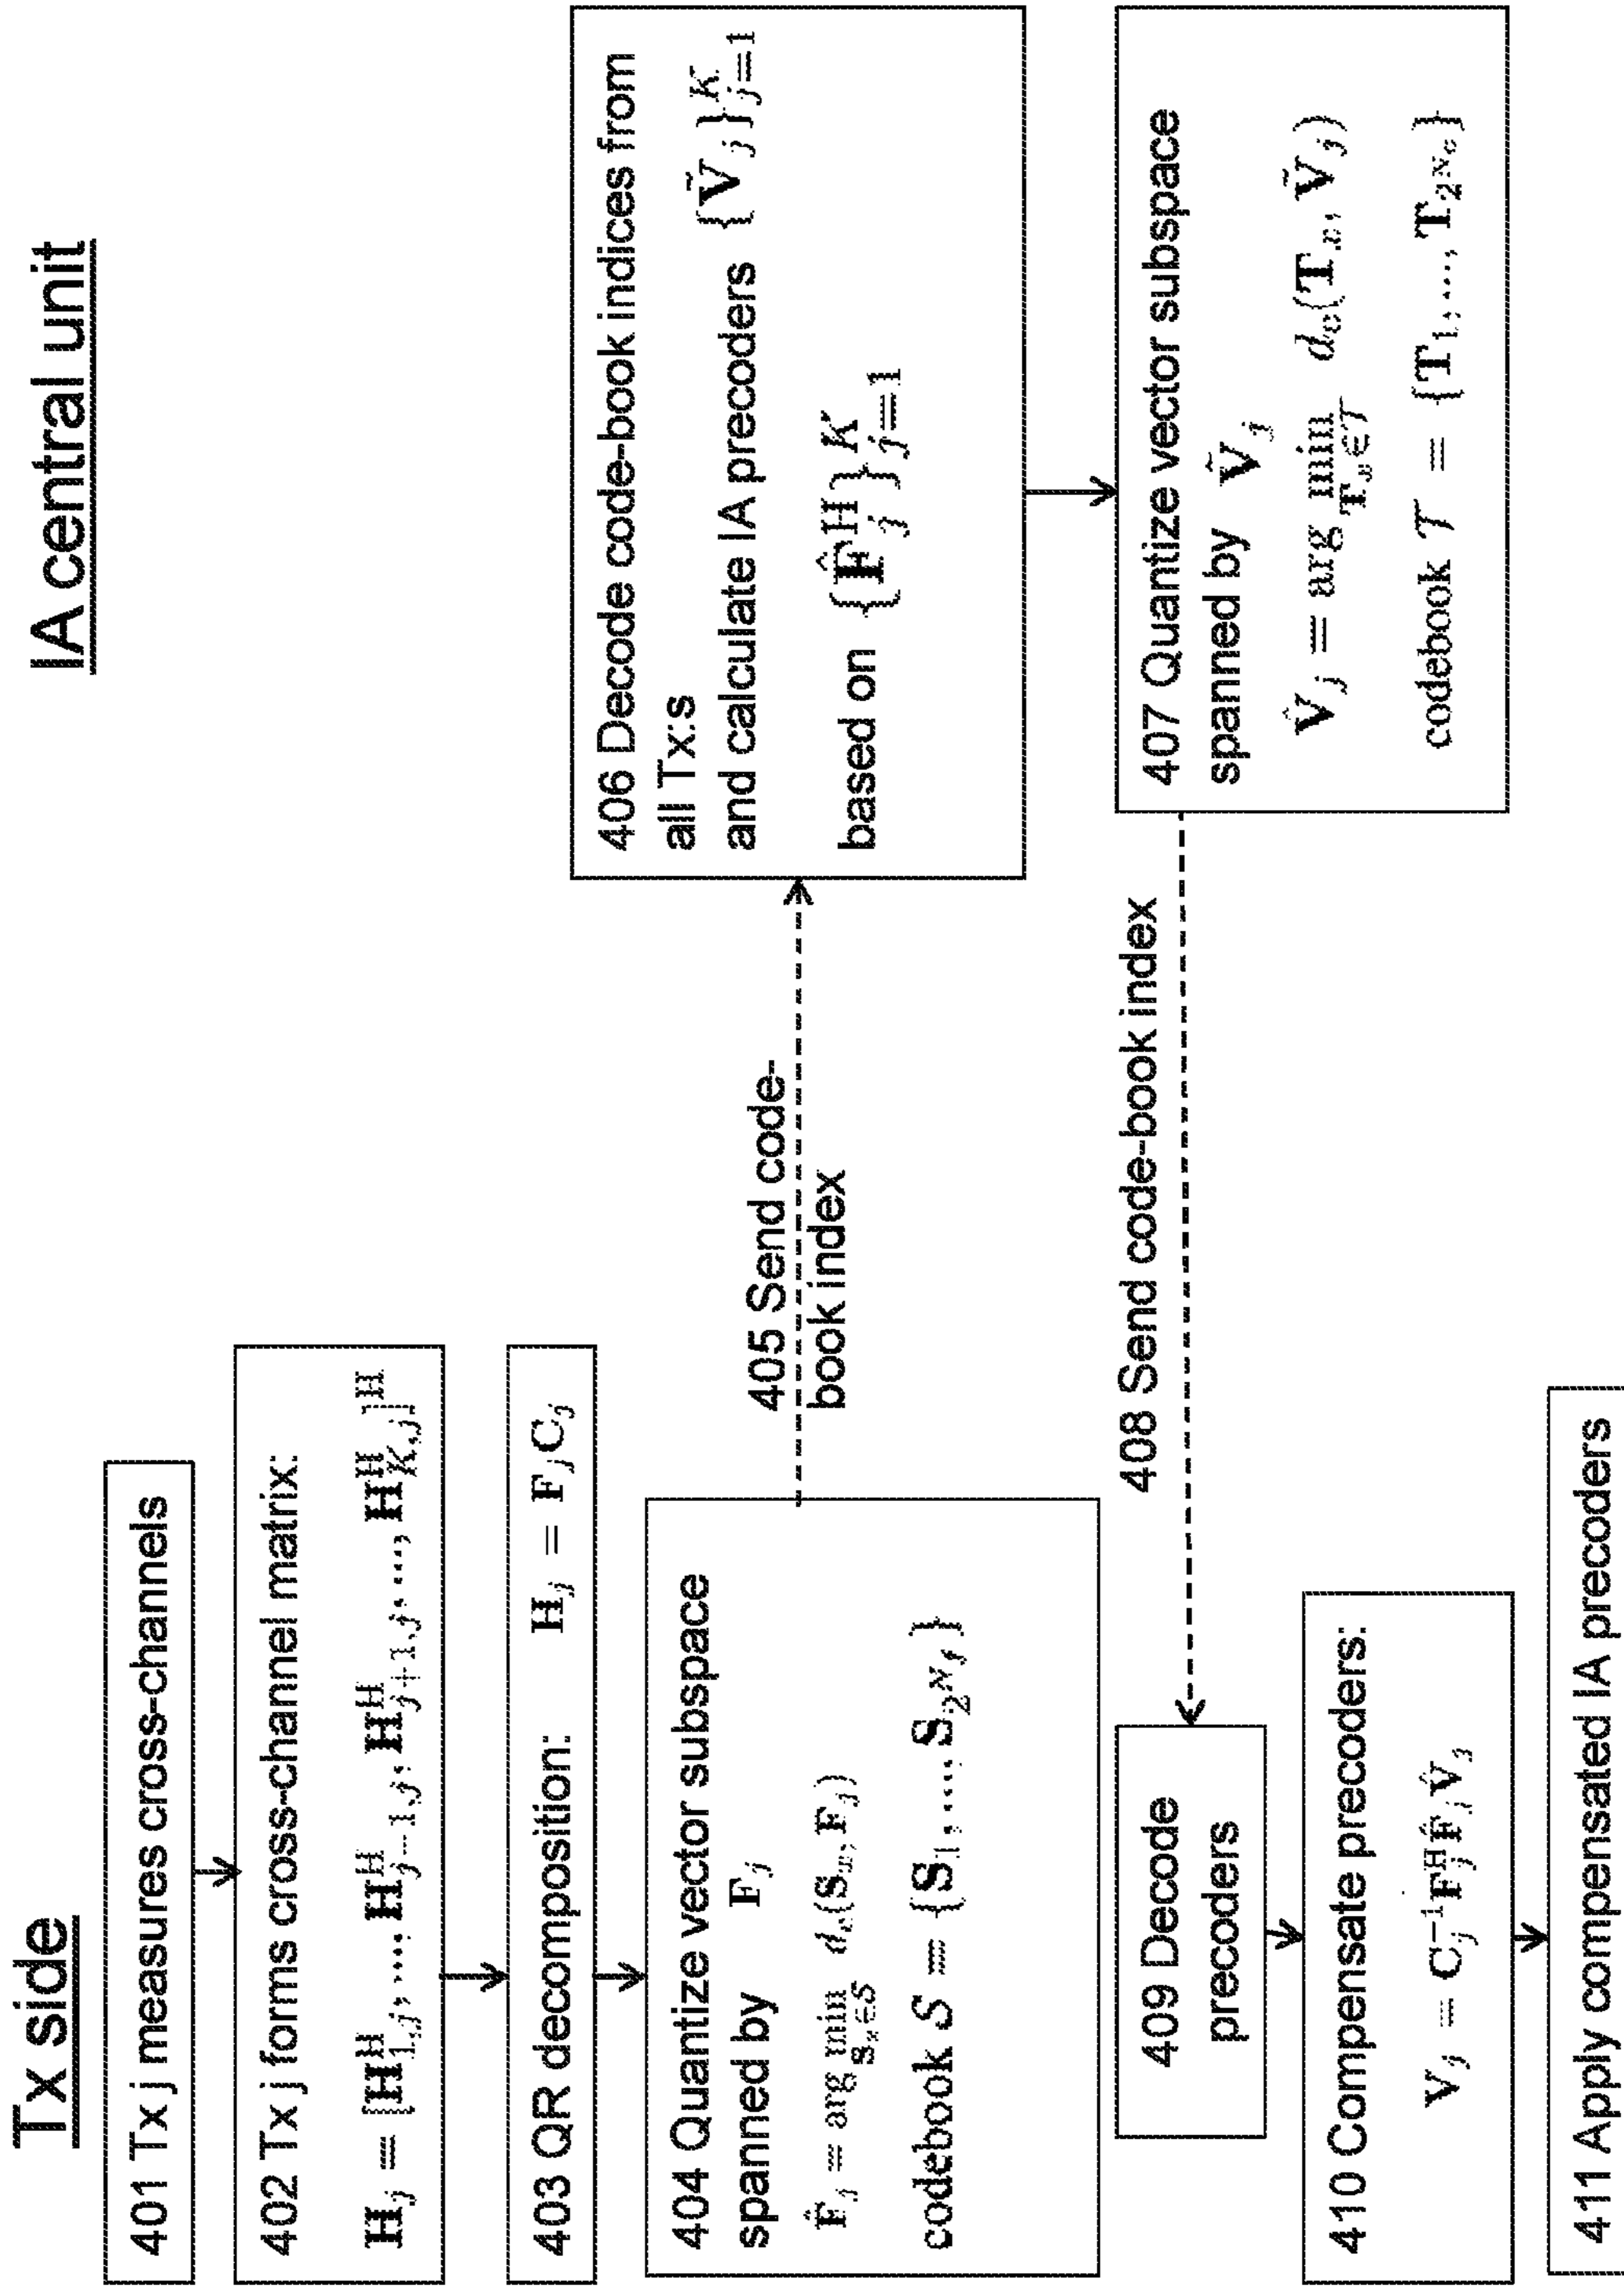 Tx side
IA central unit
401 Tx j measures cross-channels
402 Tx j forms cross-channel matrix:
H_j = [H^H_{1,j}, ... H^H_{j−1,j}, H^H_{j+1,j}, ..., H^H_{K,j}]^H
403 QR decomposition: H_j = F_j C_j
404 Quantize vector subspace
spanned by F_j
F̂_j = arg min_{S_x∈S} d_c(S_x, F_j)
codebook S = {S_1, ..., S_{2^{N_f}}}
405 Send code-
book index
406 Decode code-book indices from
all Tx:s
and calculate IA precoders {Ṽ_j}^K_{j=1}
based on {F̂^H_j}^K_{j=1}
407 Quantize vector subspace
spanned by Ṽ_j
V̂_j = arg min_{T_x∈T} d_c(T_x, Ṽ_j)
codebook T = {T_1, ..., T_{2^{N_c}}}
408 Send code-book index
409 Decode
precoders
410 Compensate precoders:
V_j = C_j^{−1} F_j^H F̂_j V̂_j
411 Apply compensated IA precoders